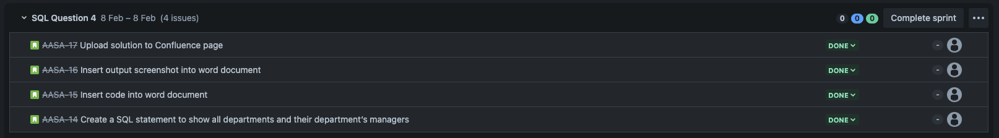 SQL Question 4 8 Feb – 8 Feb (4 issues) 0 0 0 Complete sprint
AASA-17 Upload solution to Confluence page DONE -
AASA-16 Insert output screenshot into word document DONE -
AASA-15 Insert code into word document DONE -
AASA-14 Create a SQL statement to show all departments and their department’s managers DONE -